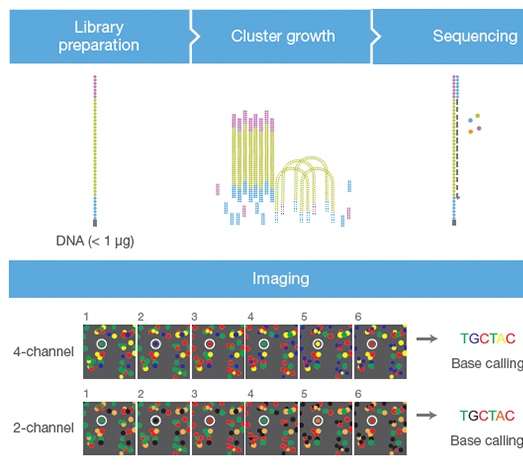 Library
preparation
Cluster growth
Sequencing
DNA (< 1 µg)
Imaging
1 2 3 4 5 6
4-channel
TGCTAC
Base calling
1 2 3 4 5 6
2-channel
TGCTAC
Base calling